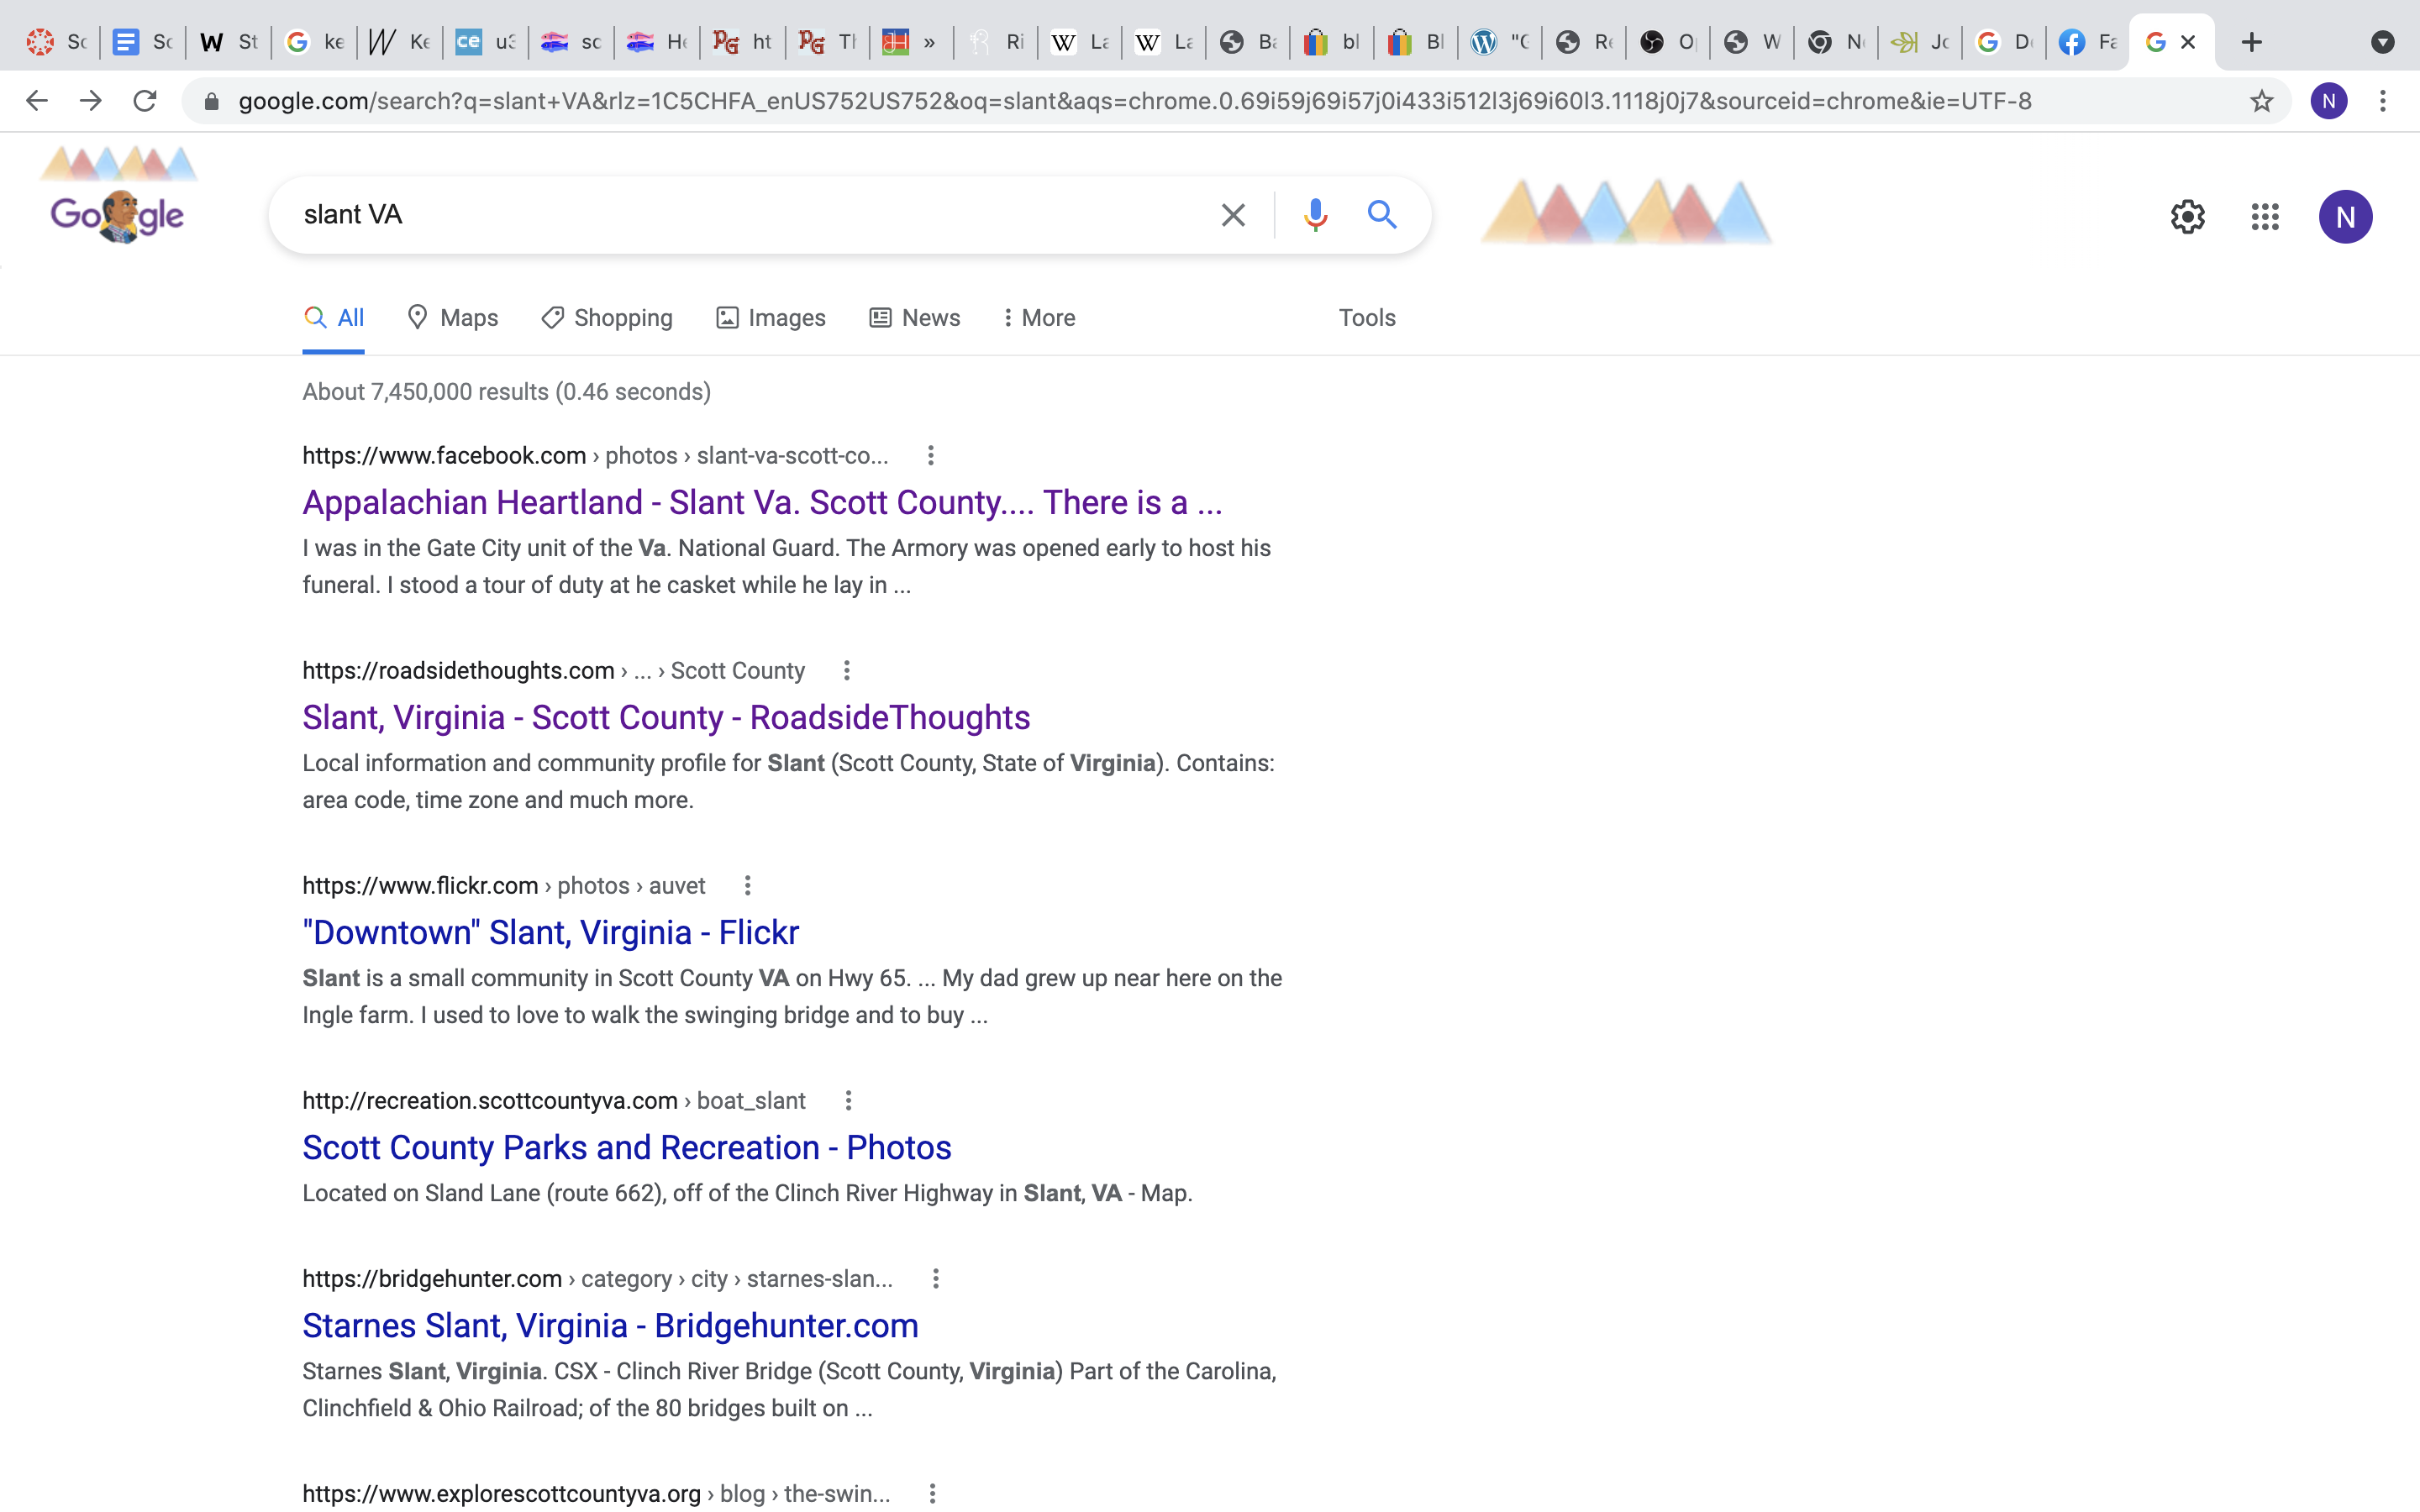 Sc Sc W St ke Ke ce u3 sc He PG ht PG Th » Ri W La W La Ba bl Bl "C Re O W N Jc D Fa
google.com/search?q=slant+VA&rlz=1C5CHFA_enUS752US752&oq=slant&aqs=chrome.0.69i59j69i57j0i433i512l3j69i60l3.1118j0j7&sourceid=chrome&ie=UTF-8
N
Google
slant VA
N
All Maps Shopping Images News More Tools
About 7,450,000 results (0.46 seconds)
https://www.facebook.com › photos › slant-va-scott-co...
Appalachian Heartland - Slant Va. Scott County.... There is a ...
I was in the Gate City unit of the Va. National Guard. The Armory was opened early to host his
funeral. I stood a tour of duty at he casket while he lay in ...
https://roadsidethoughts.com › ... › Scott County
Slant, Virginia - Scott County - RoadsideThoughts
Local information and community profile for Slant (Scott County, State of Virginia). Contains:
area code, time zone and much more.
https://www.flickr.com › photos › auvet
"Downtown" Slant, Virginia - Flickr
Slant is a small community in Scott County VA on Hwy 65. ... My dad grew up near here on the
Ingle farm. I used to love to walk the swinging bridge and to buy ...
http://recreation.scottcountyva.com › boat_slant
Scott County Parks and Recreation - Photos
Located on Sland Lane (route 662), off of the Clinch River Highway in Slant, VA - Map.
https://bridgehunter.com › category › city › starnes-slan...
Starnes Slant, Virginia - Bridgehunter.com
Starnes Slant, Virginia. CSX - Clinch River Bridge (Scott County, Virginia) Part of the Carolina,
Clinchfield & Ohio Railroad; of the 80 bridges built on ...
https://www.explorescottcountyva.org › blog › the-swin...